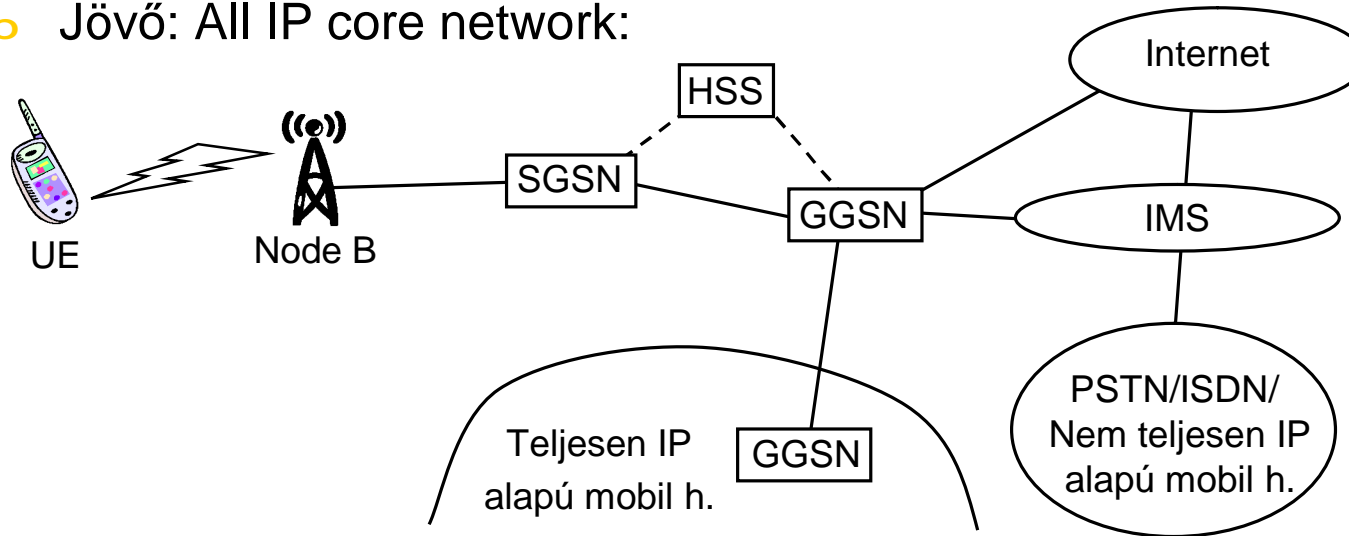 Jövő: All IP core network:
Internet
HSS
SGSN
GGSN
IMS
UE
Node B
Teljesen IP
alapú mobil h.
GGSN
PSTN/ISDN/
Nem teljesen IP
alapú mobil h.